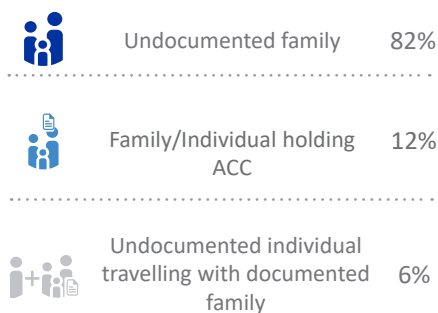 Undocumented family 82%
Family/Individual holding 12%
ACC
Undocumented individual
travelling with documented 6%
family